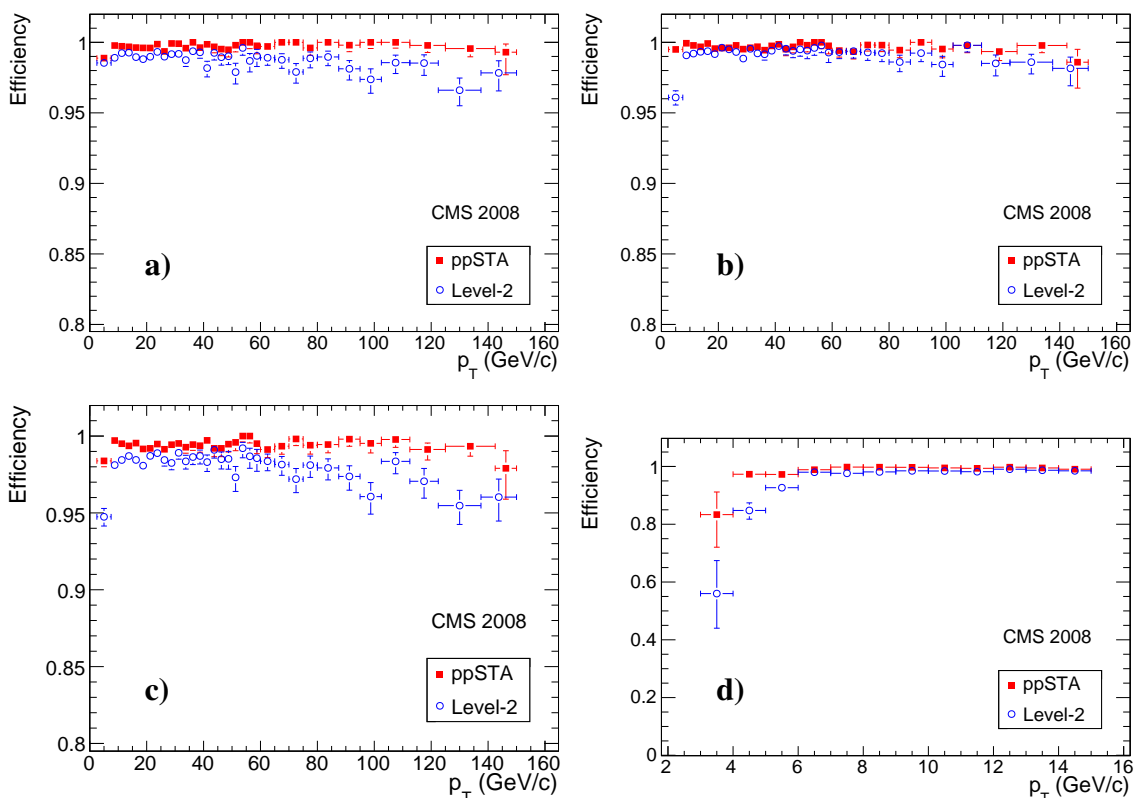 Efficiency
1
0.95
0.9
0.85
0.8
CMS 2008
a)
ppSTA
Level-2
0 20 40 60 80 100 120 140 160
p_T (GeV/c)
Efficiency
1
0.95
0.9
0.85
0.8
CMS 2008
b)
ppSTA
Level-2
0 20 40 60 80 100 120 140 16
p_T (GeV/c)
Efficiency
1
0.95
0.9
0.85
0.8
CMS 2008
c)
ppSTA
Level-2
0 20 40 60 80 100 120 140 160
p_T (GeV/c)
Efficiency
1
0.8
0.6
0.4
0.2
0
CMS 2008
d)
ppSTA
Level-2
2 4 6 8 10 12 14 16
p_T (GeV/c)